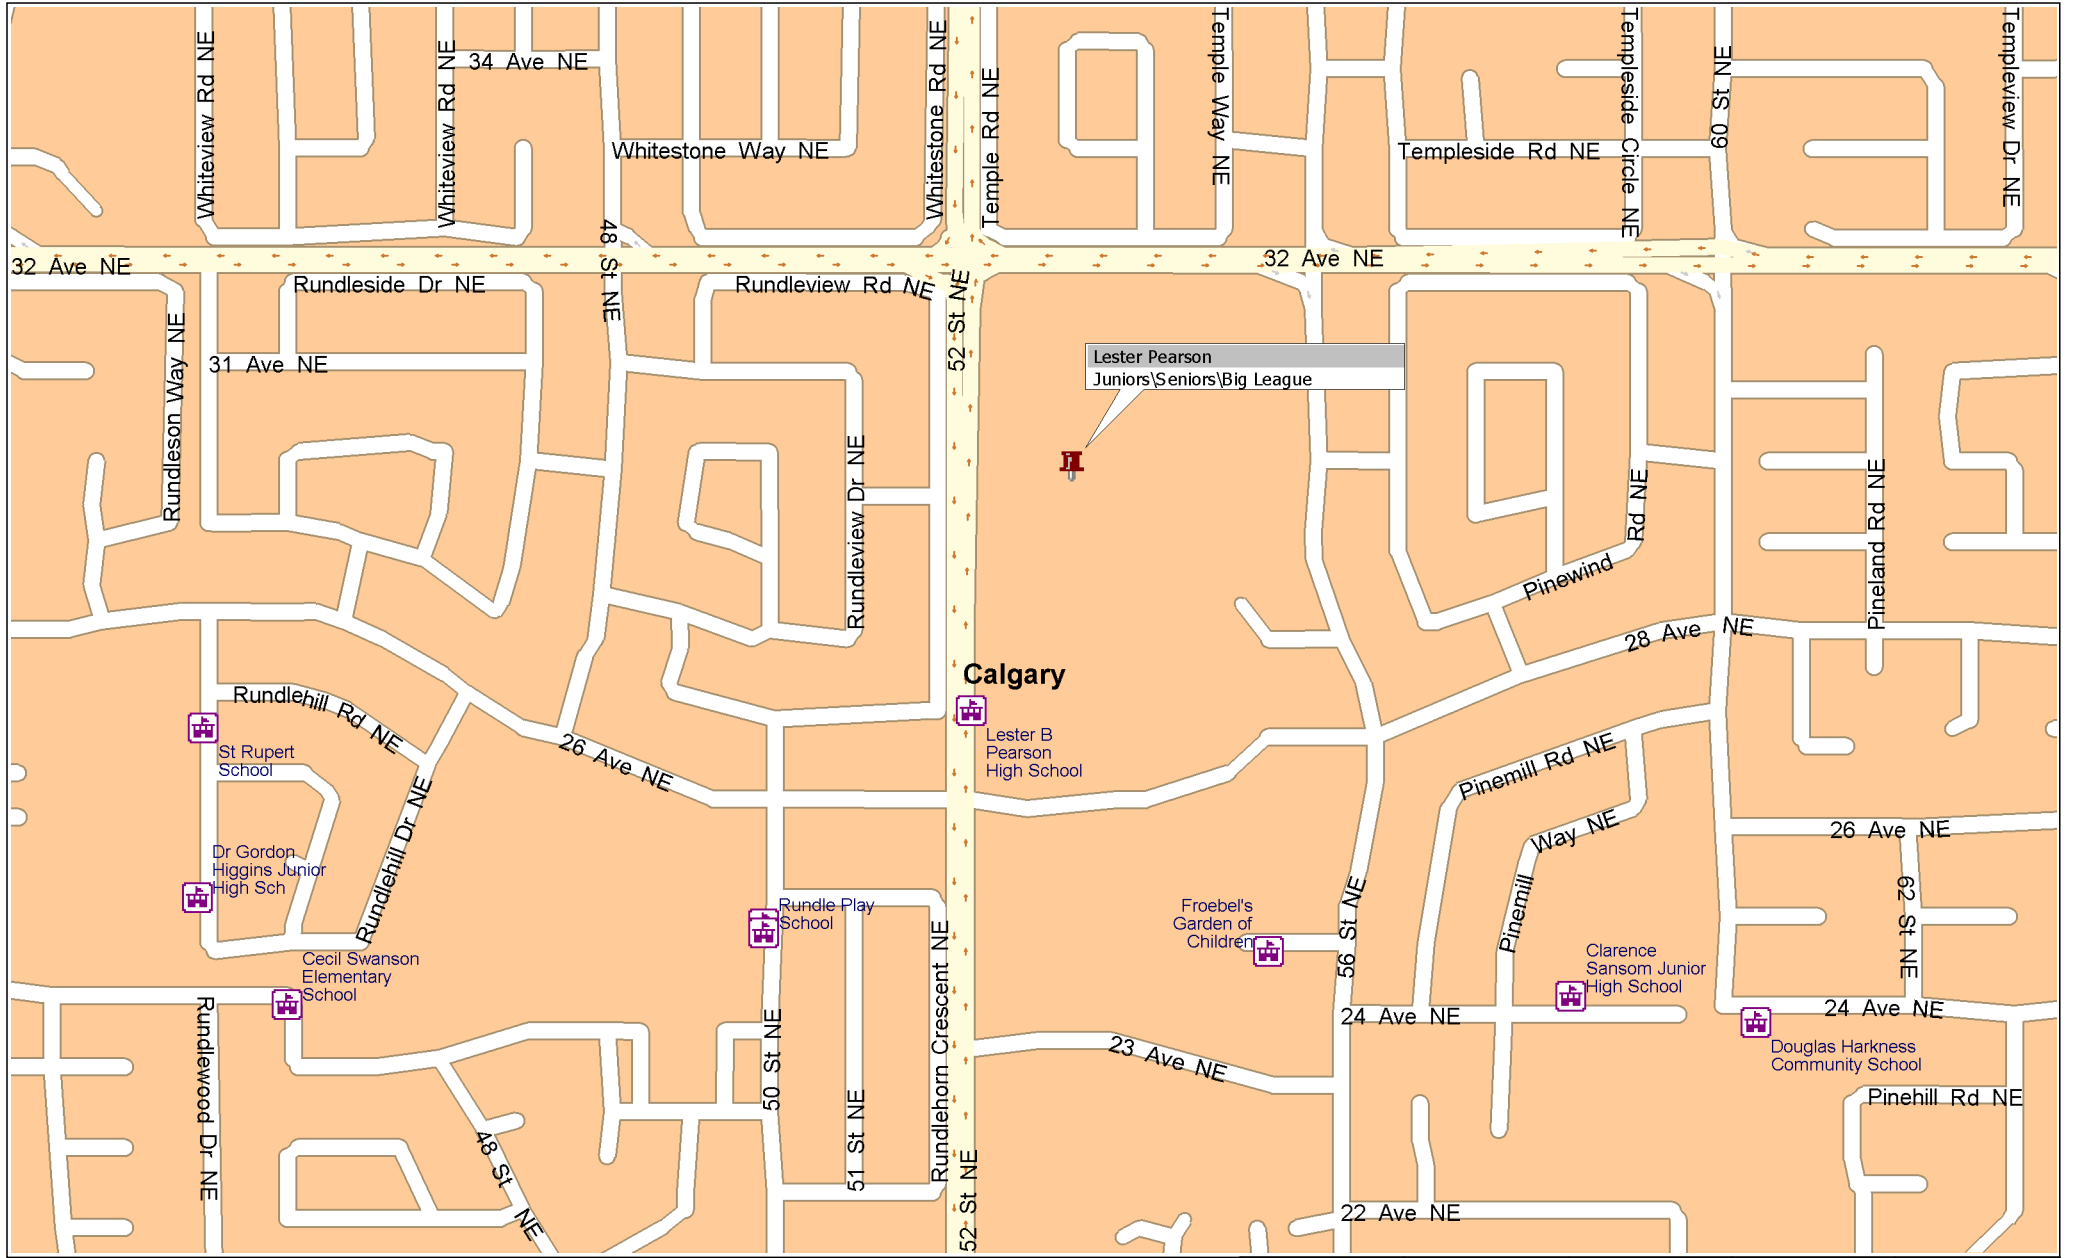 Whiteview Rd NE
Whiteview Rd NE
34 Ave NE
Whitestone Way NE
Whitestone Rd NE
Temple Rd NE
Temple Way NE
Templeside Rd NE
Templeside Circle NE
60 St NE
Templeview Dr NE
32 Ave NE
48 St NE
32 Ave NE
Rundleside Dr NE
Rundleview Rd NE
52 St NE
Rundleson Way NE
31 Ave NE
Lester Pearson
Juniors\Seniors\Big League
Rundleview Dr NE
Pinewind Rd NE
Pineland Rd NE
28 Ave NE
Calgary
Rundlehill Rd NE
St Rupert
School
26 Ave NE
Lester B
Pearson
High School
Pinemill Rd NE
Rundlehill Dr NE
Pinemill Way NE
26 Ave NE
Dr Gordon
Higgins Junior
High Sch
Rundle Play
School
Froebel's
Garden of
Children
56 St NE
62 St NE
Cecil Swanson
Elementary
School
Clarence
Sansom Junior
High School
Rundlewood Dr NE
50 St NE
Rundlehorn Crescent NE
24 Ave NE
24 Ave NE
23 Ave NE
Douglas Harkness
Community School
51 St NE
Pinehill Rd NE
48 St NE
52 St NE
22 Ave NE